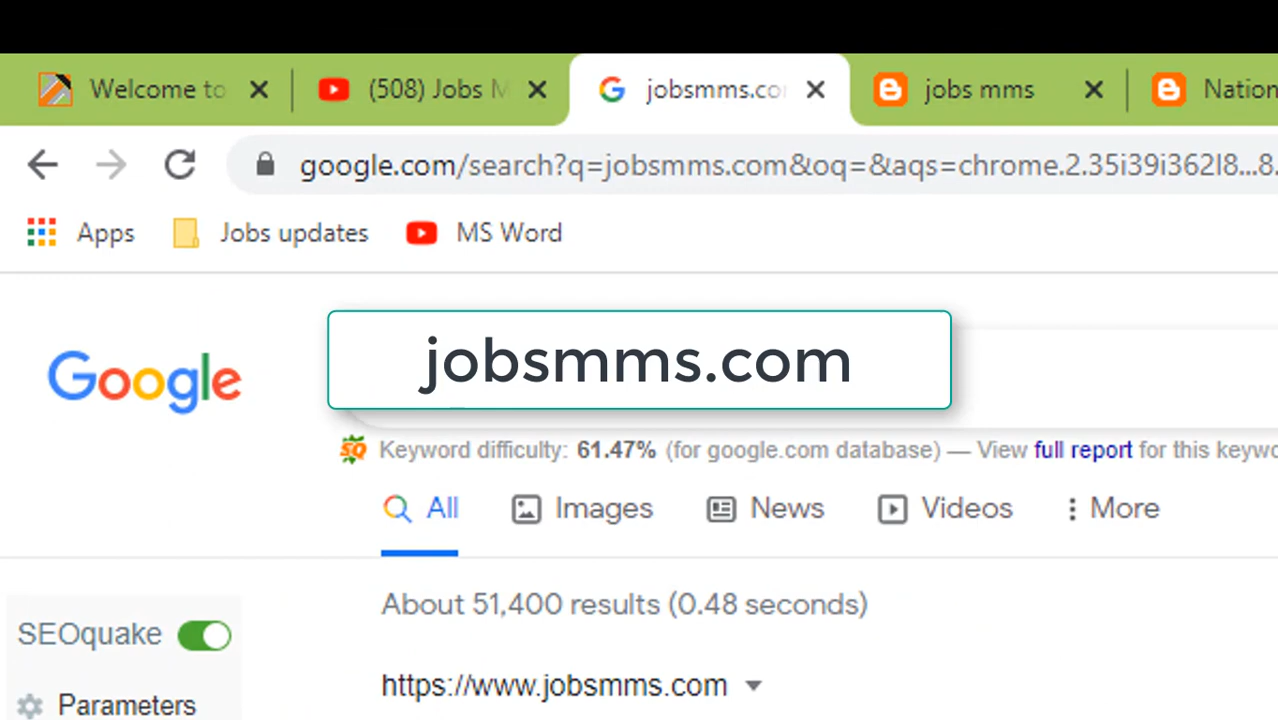 Welcome to
(508) Jobs M
jobsmms.co
jobs mms
Nation
google.com/search?q=jobsmms.com&oq=&aqs=chrome.2.35i39i362l8...8.
Apps
Jobs updates
MS Word
Google
jobsmms.com
Keyword difficulty: 61.47% (for google.com database) — View full report for this keywo
All
Images
News
Videos
More
About 51,400 results (0.48 seconds)
SEOquake
https://www.jobsmms.com
Parameters